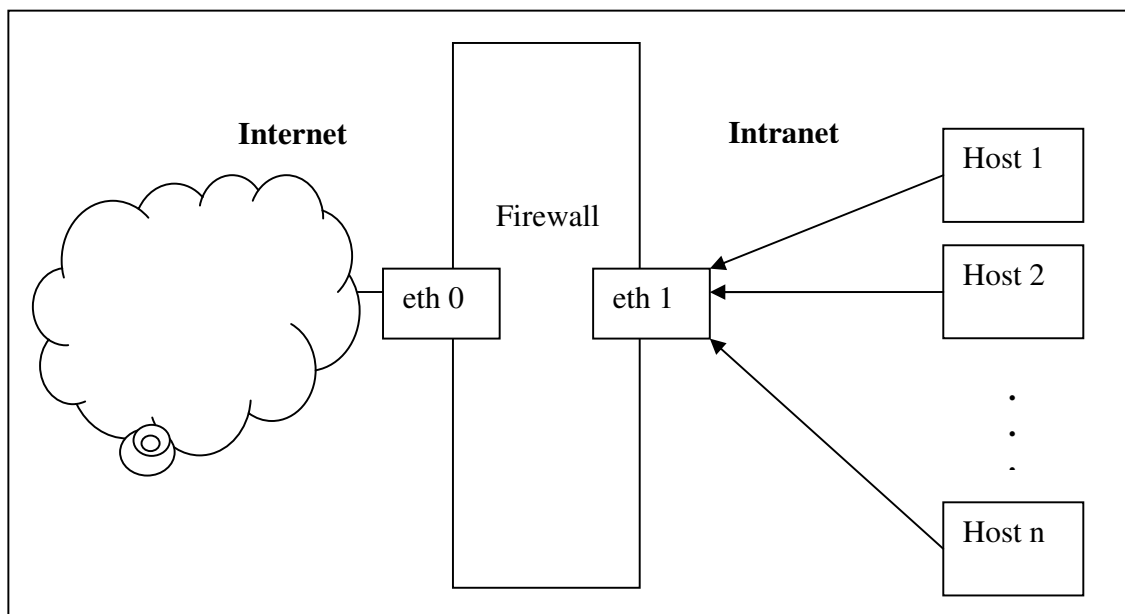 Internet
Intranet
Host 1
Firewall
eth 0
eth 1
Host 2
Host n